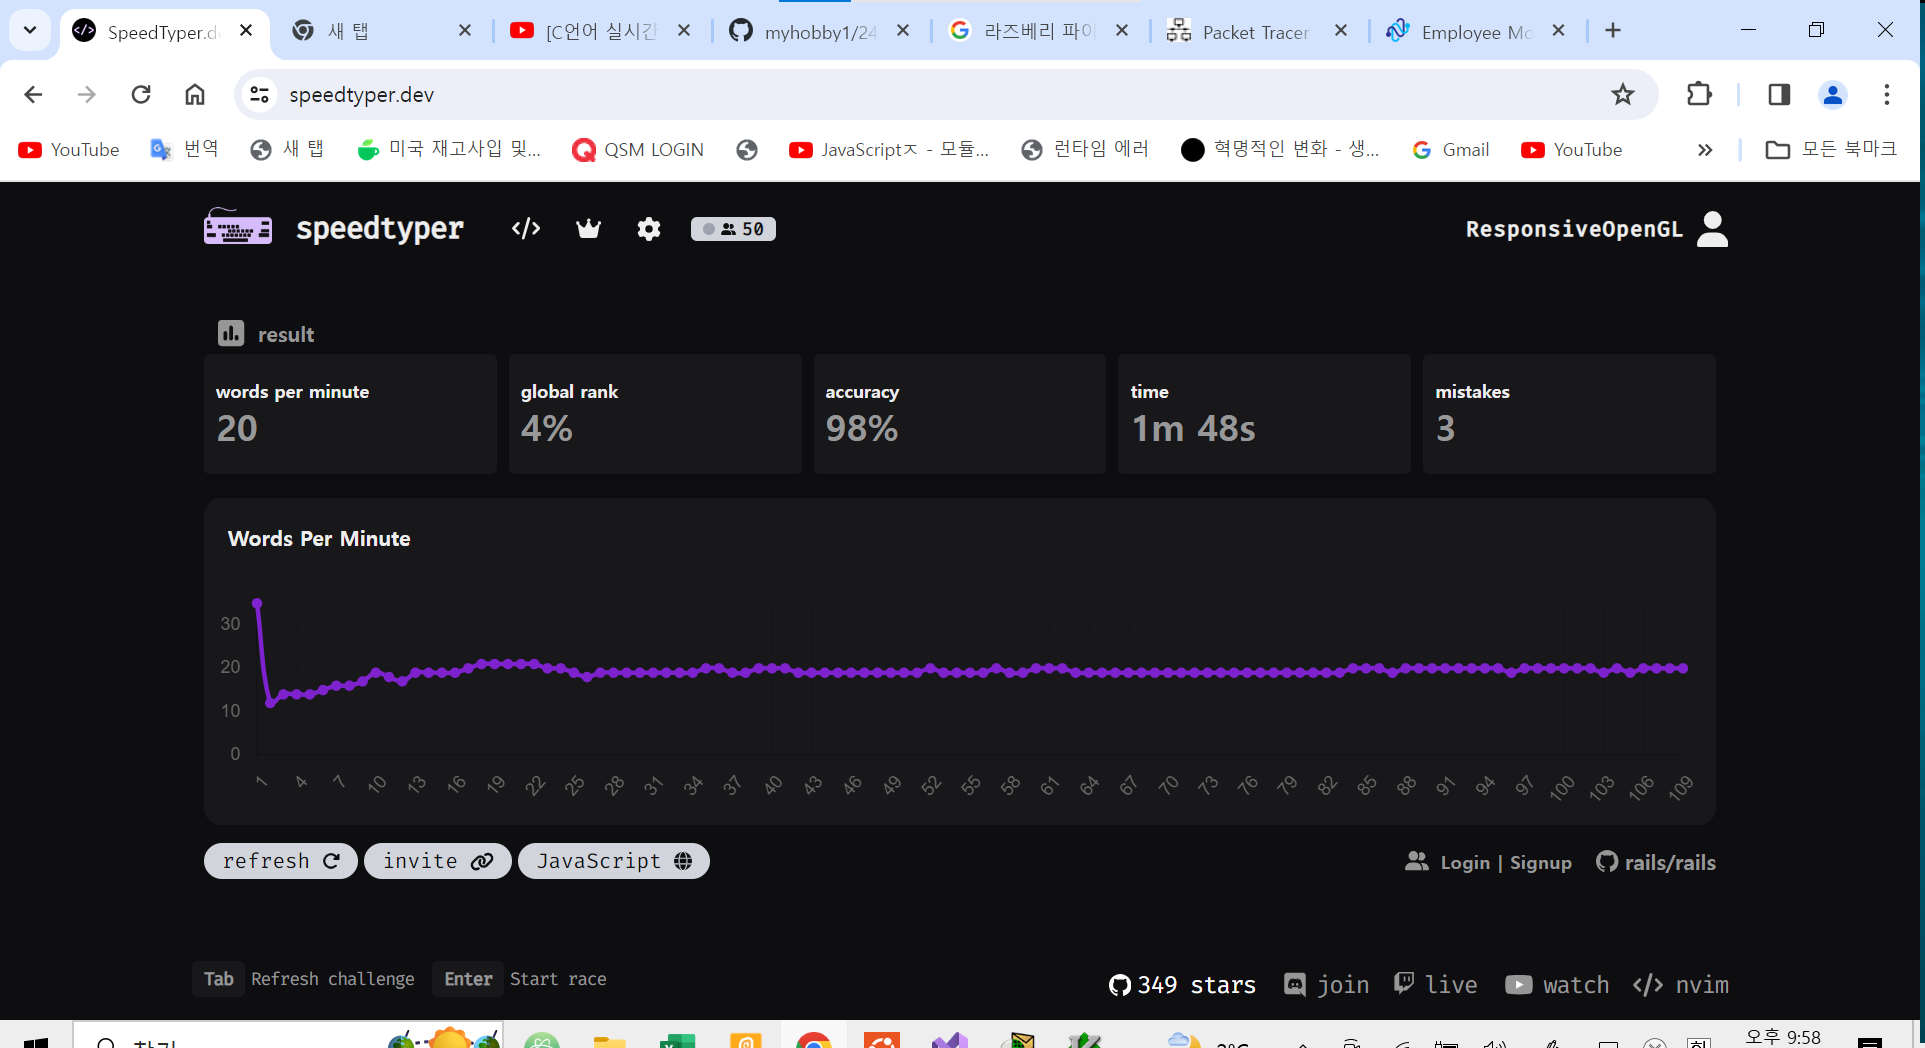 SpeedTyper.d
새 탭
[C언어 실시간
myhobby1/24
라즈베리 파이
Packet Tracer
Employee Mo
speedtyper.dev
YouTube
번역
새 탭
미국 재고사입 및...
QSM LOGIN
JavaScriptㅈ - 모듈...
런타임 에러
혁명적인 변화 - 생...
Gmail
YouTube
모든 북마크
speedtyper
50
ResponsiveOpenGL
result
words per minute
20
global rank
4%
accuracy
98%
time
1m 48s
mistakes
3
Words Per Minute
30
20
10
0
1 4 7 10 13 16 19 22 25 28 31 34 37 40 43 46 49 52 55 58 61 64 67 70 73 76 79 82 85 88 91 94 97 100 103 106 109
refresh
invite
JavaScript
Login | Signup
rails/rails
Tab Refresh challenge
Enter Start race
349 stars
join
live
watch
nvim
오후 9:58